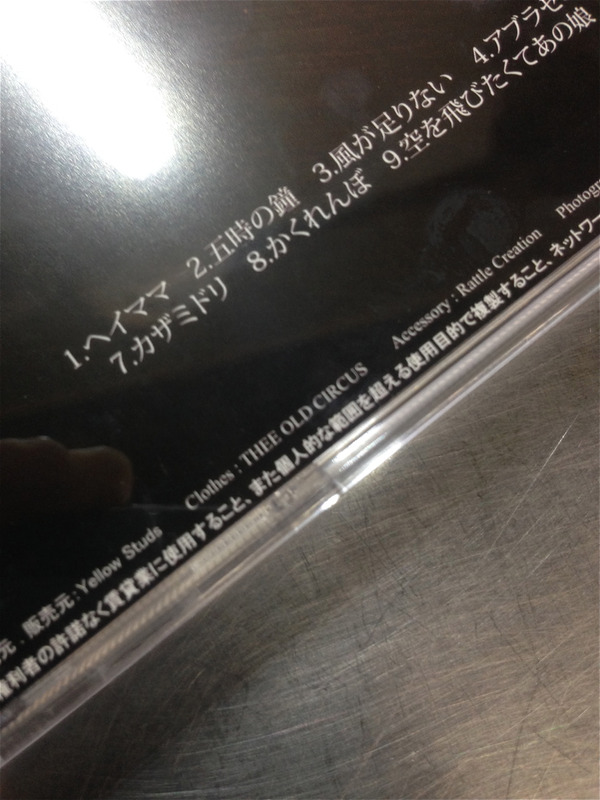 1.ヘイママ 2.五時の鐘 3.風が足りない 4.アブラゼ
7.カザミドリ 8.かくれんぼ 9.空を飛びたくてあの娘
元 . 販売元:Yellow Studs Clothes : THEE OLD CIRCUS Accessory : Rattle Creation Photogr
権利者の許諾なく賃貸業に使用すること、また個人的な範囲を超える使用目的で複製すること、ネットワー